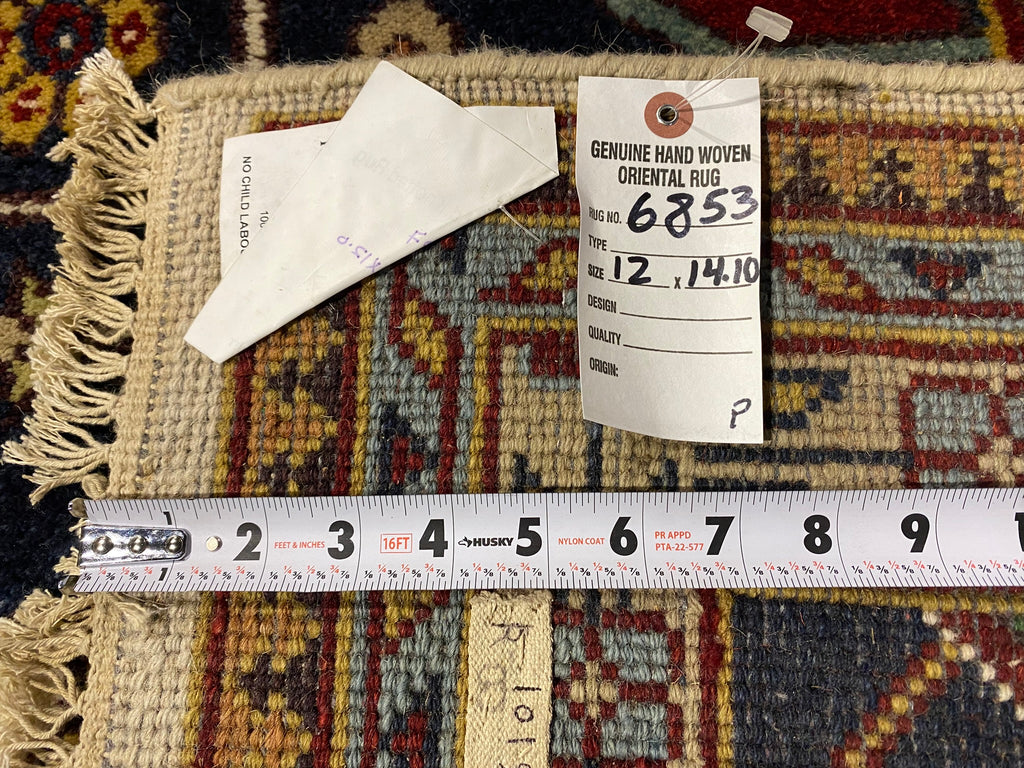 GENUINE HAND WOVEN
ORIENTAL RUG
RUG NO. 6853
TYPE
SIZE 12 x 14.10
DESIGN
QUALITY
ORIGIN:
P
NO CHILD LABO
1 2 FEET & INCHES 3 16FT 4 HUSKY 5 NYLON COAT 6 PR APPD PTA-22-577 7 8 9